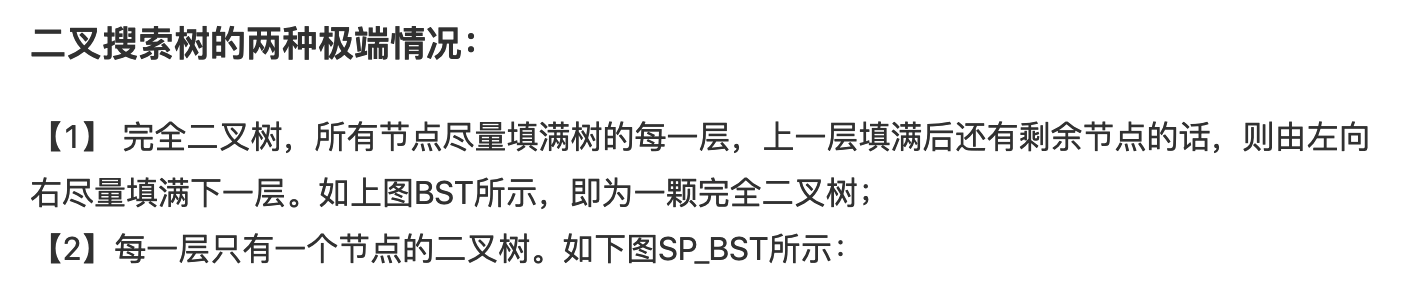 二叉搜索树的两种极端情况：
【1】 完全二叉树，所有节点尽量填满树的每一层，上一层填满后还有剩余节点的话，则由左向
右尽量填满下一层。如上图BST所示，即为一颗完全二叉树；
【2】每一层只有一个节点的二叉树。如下图SP_BST所示：